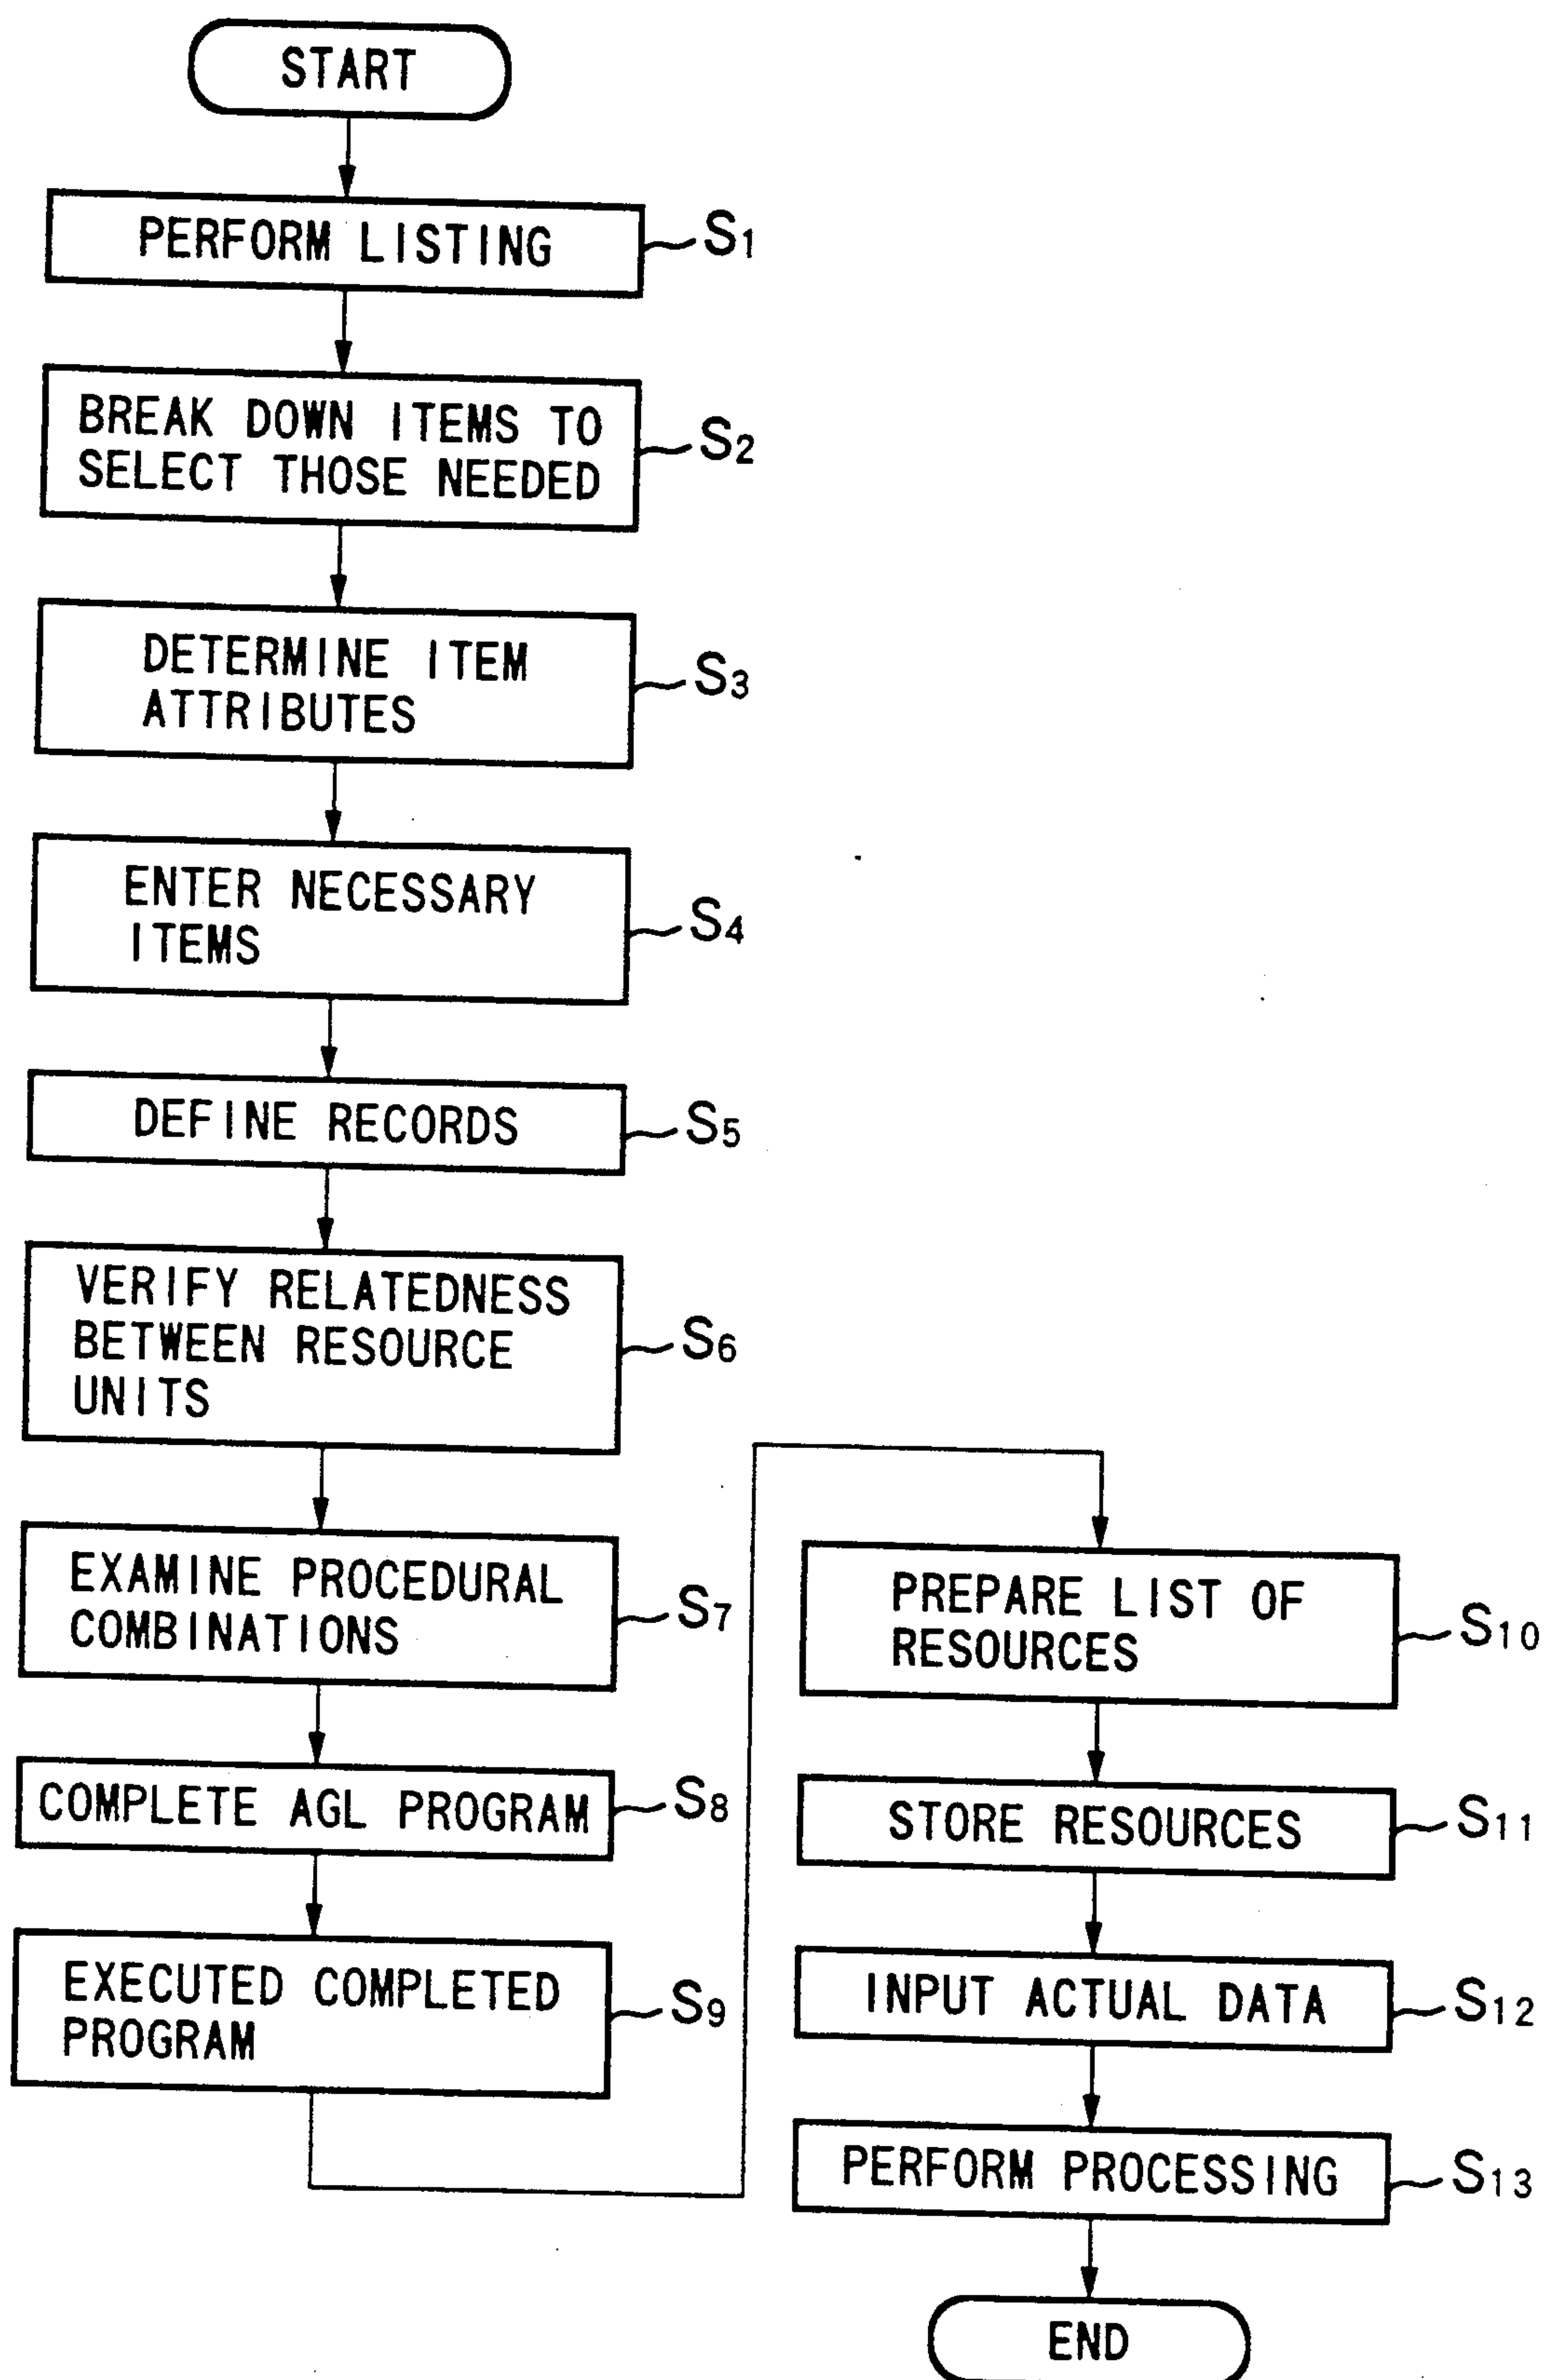 START
PERFORM LISTING
S1
BREAK DOWN ITEMS TO
SELECT THOSE NEEDED
S2
DETERMINE ITEM
ATTRIBUTES
S3
ENTER NECESSARY
ITEMS
S4
DEFINE RECORDS
S5
VERIFY RELATEDNESS
BETWEEN RESOURCE
UNITS
S6
EXAMINE PROCEDURAL
COMBINATIONS
S7
COMPLETE AGL PROGRAM
S8
EXECUTED COMPLETED
PROGRAM
S9
PREPARE LIST OF
RESOURCES
S10
STORE RESOURCES
S11
INPUT ACTUAL DATA
S12
PERFORM PROCESSING
S13
END